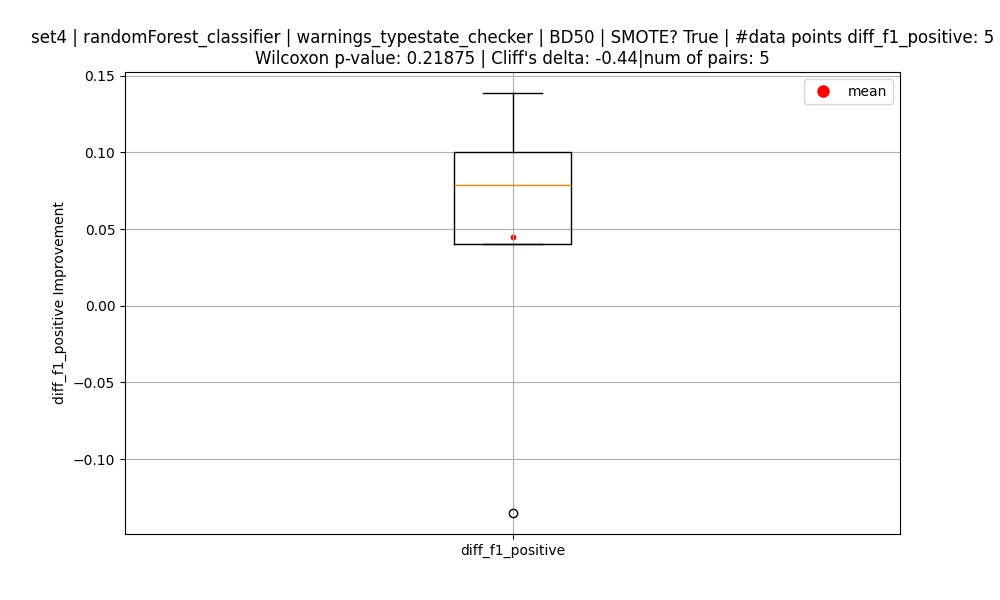 set4 | randomForest_classifier | warnings_typestate_checker | BD50 | SMOTE? True | #data points diff_f1_positive: 5
Wilcoxon p-value: 0.21875 | Cliff's delta: -0.44|num of pairs: 5
mean
0.15
0.10
0.05
0.00
−0.05
−0.10
diff_f1_positive Improvement
diff_f1_positive